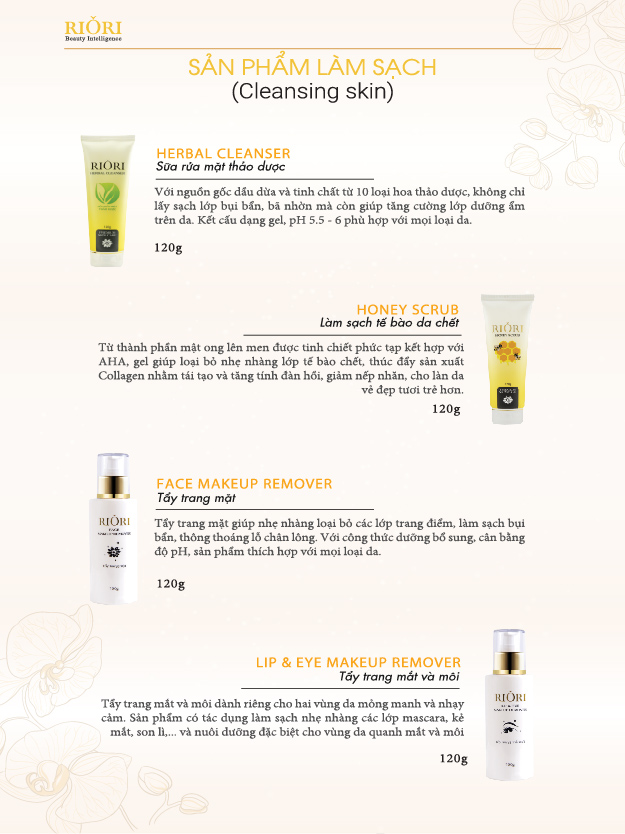 RIÖRI
Beauty Intelligence
SẢN PHẨM LÀM SẠCH
(Cleansing skin)
RIÖRI
HERBAL CLEANSER
HERBAL CLEANSER
Sữa rửa mặt thảo dược
Với nguồn gốc dầu dừa và tinh chất từ 10 loại hoa thảo dược, không chỉ
lấy sạch lớp bụi bẩn, bã nhờn mà còn giúp tăng cường lớp dưỡng ẩm
trên da. Kết cấu dạng gel, pH 5.5 - 6 phù hợp với mọi loại da.
120g
HONEY SCRUB
Làm sạch tế bào da chết
Từ thành phần mật ong lên men được tinh chiết phức tạp kết hợp với
AHA, gel giúp loại bỏ nhẹ nhàng lớp tế bào chết, thúc đẩy sản xuất
Collagen nhằm tái tạo và tăng tính đàn hồi, giảm nếp nhăn, cho làn da
vẻ đẹp tươi trẻ hơn.
120g
RIÖRI
HONEY SCRUB
RIÖRI
FACE
MAKEUP REMOVER
FACE MAKEUP REMOVER
Tẩy trang mặt
Tẩy trang mặt giúp nhẹ nhàng loại bỏ các lớp trang điểm, làm sạch bụi
bẩn, thông thoáng lỗ chân lông. Với công thức dưỡng bổ sung, cân bằng
độ pH, sản phẩm thích hợp với mọi loại da.
120g
LIP & EYE MAKEUP REMOVER
Tẩy trang mắt và môi
Tẩy trang mắt và môi dành riêng cho hai vùng da mỏng manh và nhạy
cảm. Sản phẩm có tác dụng làm sạch nhẹ nhàng các lớp mascara, kẻ
mắt, son lì,... và nuôi dưỡng đặc biệt cho vùng da quanh mắt và môi
120g
RIÖRI
LIP & EYE
MAKEUP REMOVER